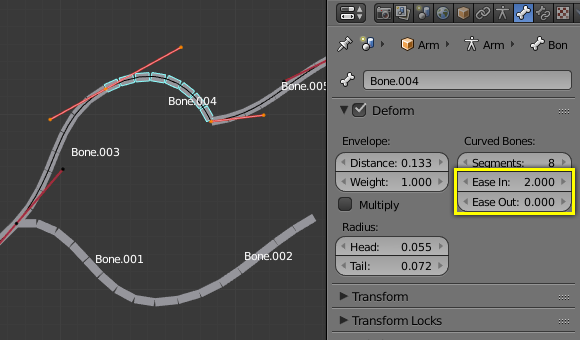 Bone.004
Bone.005
Bone.003
Bone.001
Bone.002
Arm
Arm
Bon
Bone.004
Deform
Envelope:
Curved Bones:
Distance: 0.133
Segments: 8
Weight: 1.000
Ease In: 2.000
Multiply
Ease Out: 0.000
Radius:
Head: 0.055
Tail: 0.072
Transform
Transform Locks